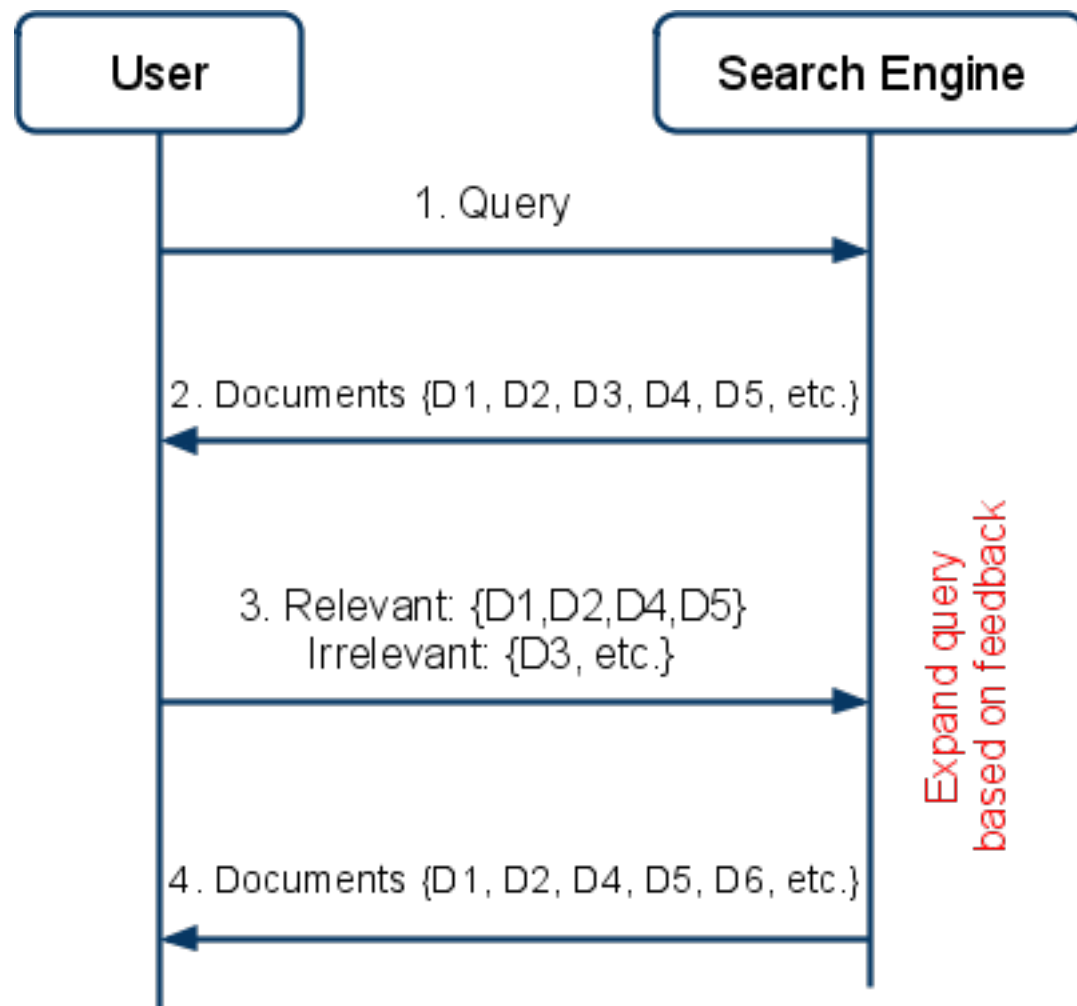 User
Search Engine
1. Query
2. Documents {D1, D2, D3, D4, D5, etc.}
3. Relevant: {D1,D2,D4,D5}
Irrelevant: {D3, etc.}
Expand query
based on feedback
4. Documents {D1, D2, D4, D5, D6, etc.}